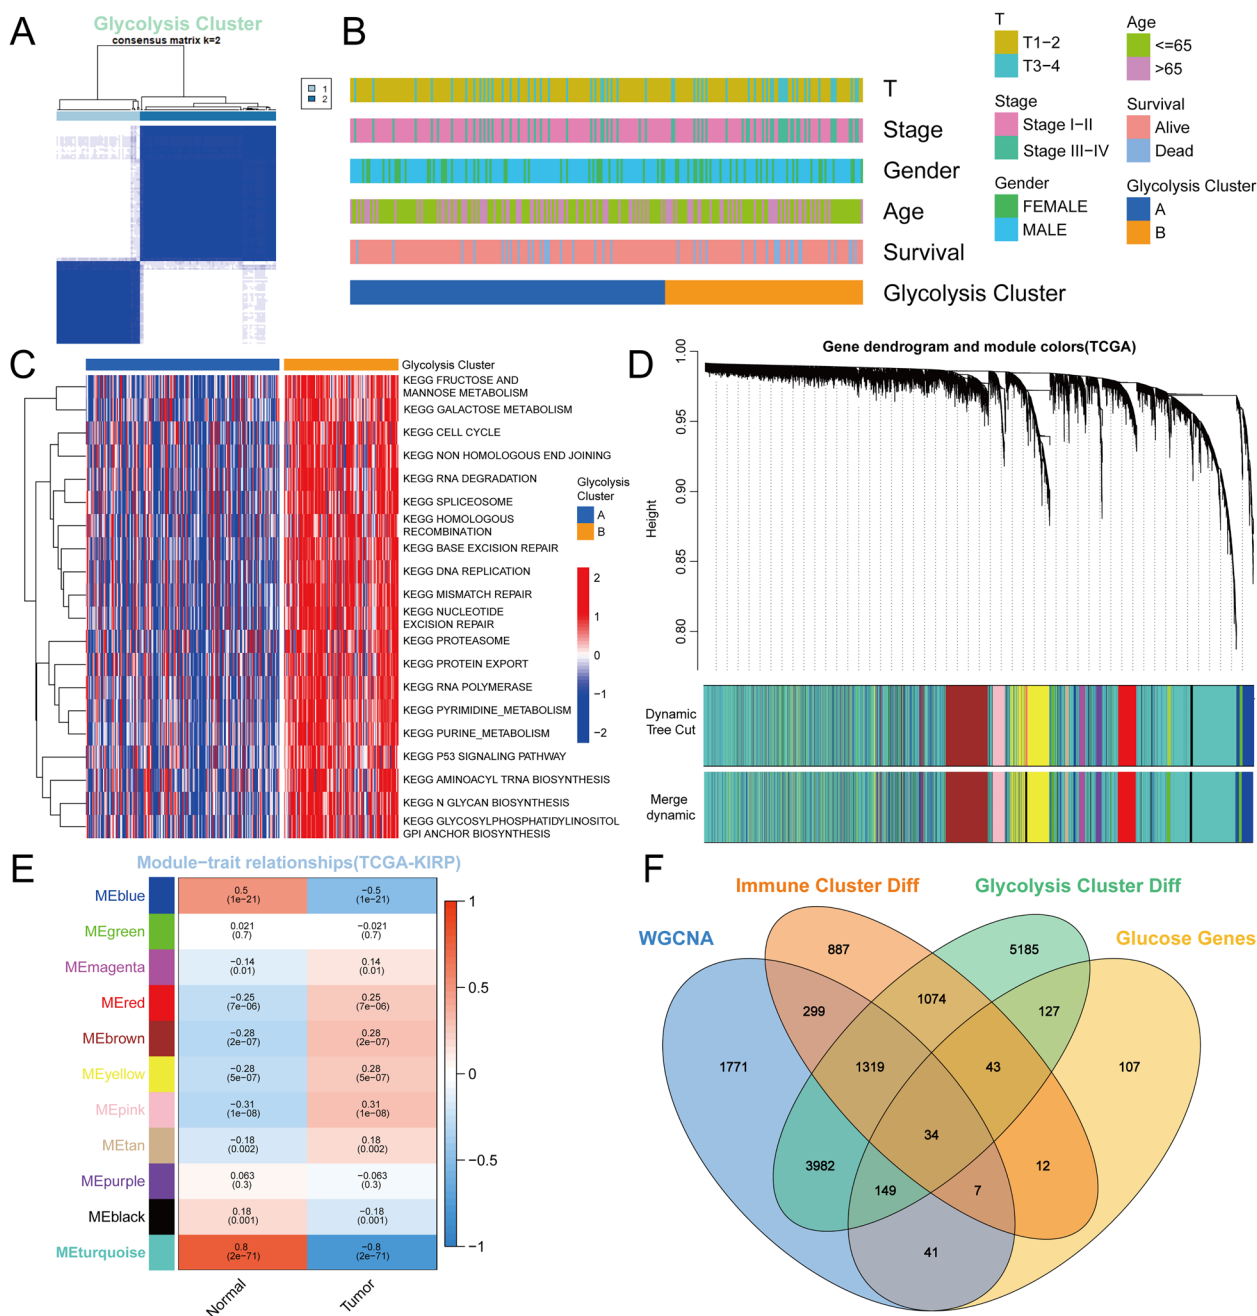 A
Glycolysis Cluster
consensus matrix k=2
1
2
B
T
Stage
Gender
Age
Survival
Glycolysis Cluster
T
T1−2
T3−4
Age
<=65
>65
Stage
Stage I−II
Stage III−IV
Survival
Alive
Dead
Gender
FEMALE
MALE
Glycolysis Cluster
A
B
C
Glycolysis Cluster
KEGG FRUCTOSE AND
MANNOSE METABOLISM
KEGG GALACTOSE METABOLISM
KEGG CELL CYCLE
KEGG NON HOMOLOGOUS END JOINING
KEGG RNA DEGRADATION
KEGG SPLICEOSOME
KEGG HOMOLOGOUS
RECOMBINATION
KEGG BASE EXCISION REPAIR
KEGG DNA REPLICATION
KEGG MISMATCH REPAIR
KEGG NUCLEOTIDE
EXCISION REPAIR
KEGG PROTEASOME
KEGG PROTEIN EXPORT
KEGG RNA POLYMERASE
KEGG PYRIMIDINE_METABOLISM
KEGG PURINE_METABOLISM
KEGG P53 SIGNALING PATHWAY
KEGG AMINOACYL TRNA BIOSYNTHESIS
KEGG N GLYCAN BIOSYNTHESIS
KEGG GLYCOSYLPHOSPHATIDYLINOSITOL
GPI ANCHOR BIOSYNTHESIS
Glycolysis
Cluster
A
B
2
1
0
−1
−2
D
Gene dendrogram and module colors(TCGA)
Height
1.00
0.95
0.90
0.85
0.80
Dynamic
Tree Cut
Merge
dynamic
E
Module−trait relationships(TCGA-KIRP)
MEblue
0.5
(1e−21)
−0.5
(1e−21)
MEgreen
0.021
(0.7)
−0.021
(0.7)
MEmagenta
−0.14
(0.01)
0.14
(0.01)
MEred
−0.25
(7e−06)
0.25
(7e−06)
MEbrown
−0.28
(2e−07)
0.28
(2e−07)
MEyellow
−0.28
(5e−07)
0.28
(5e−07)
MEpink
−0.31
(1e−08)
0.31
(1e−08)
MEtan
−0.18
(0.002)
0.18
(0.002)
MEpurple
0.063
(0.3)
−0.063
(0.3)
MEblack
0.18
(0.001)
−0.18
(0.001)
MEturquoise
0.8
(2e−71)
−0.8
(2e−71)
Normal
Tumor
1
0.5
0
−0.5
−1
F
Immune Cluster Diff
Glycolysis Cluster Diff
WGCNA
Glucose Genes
887
5185
299
1074
127
1771
1319
43
107
34
3982
12
149
7
41